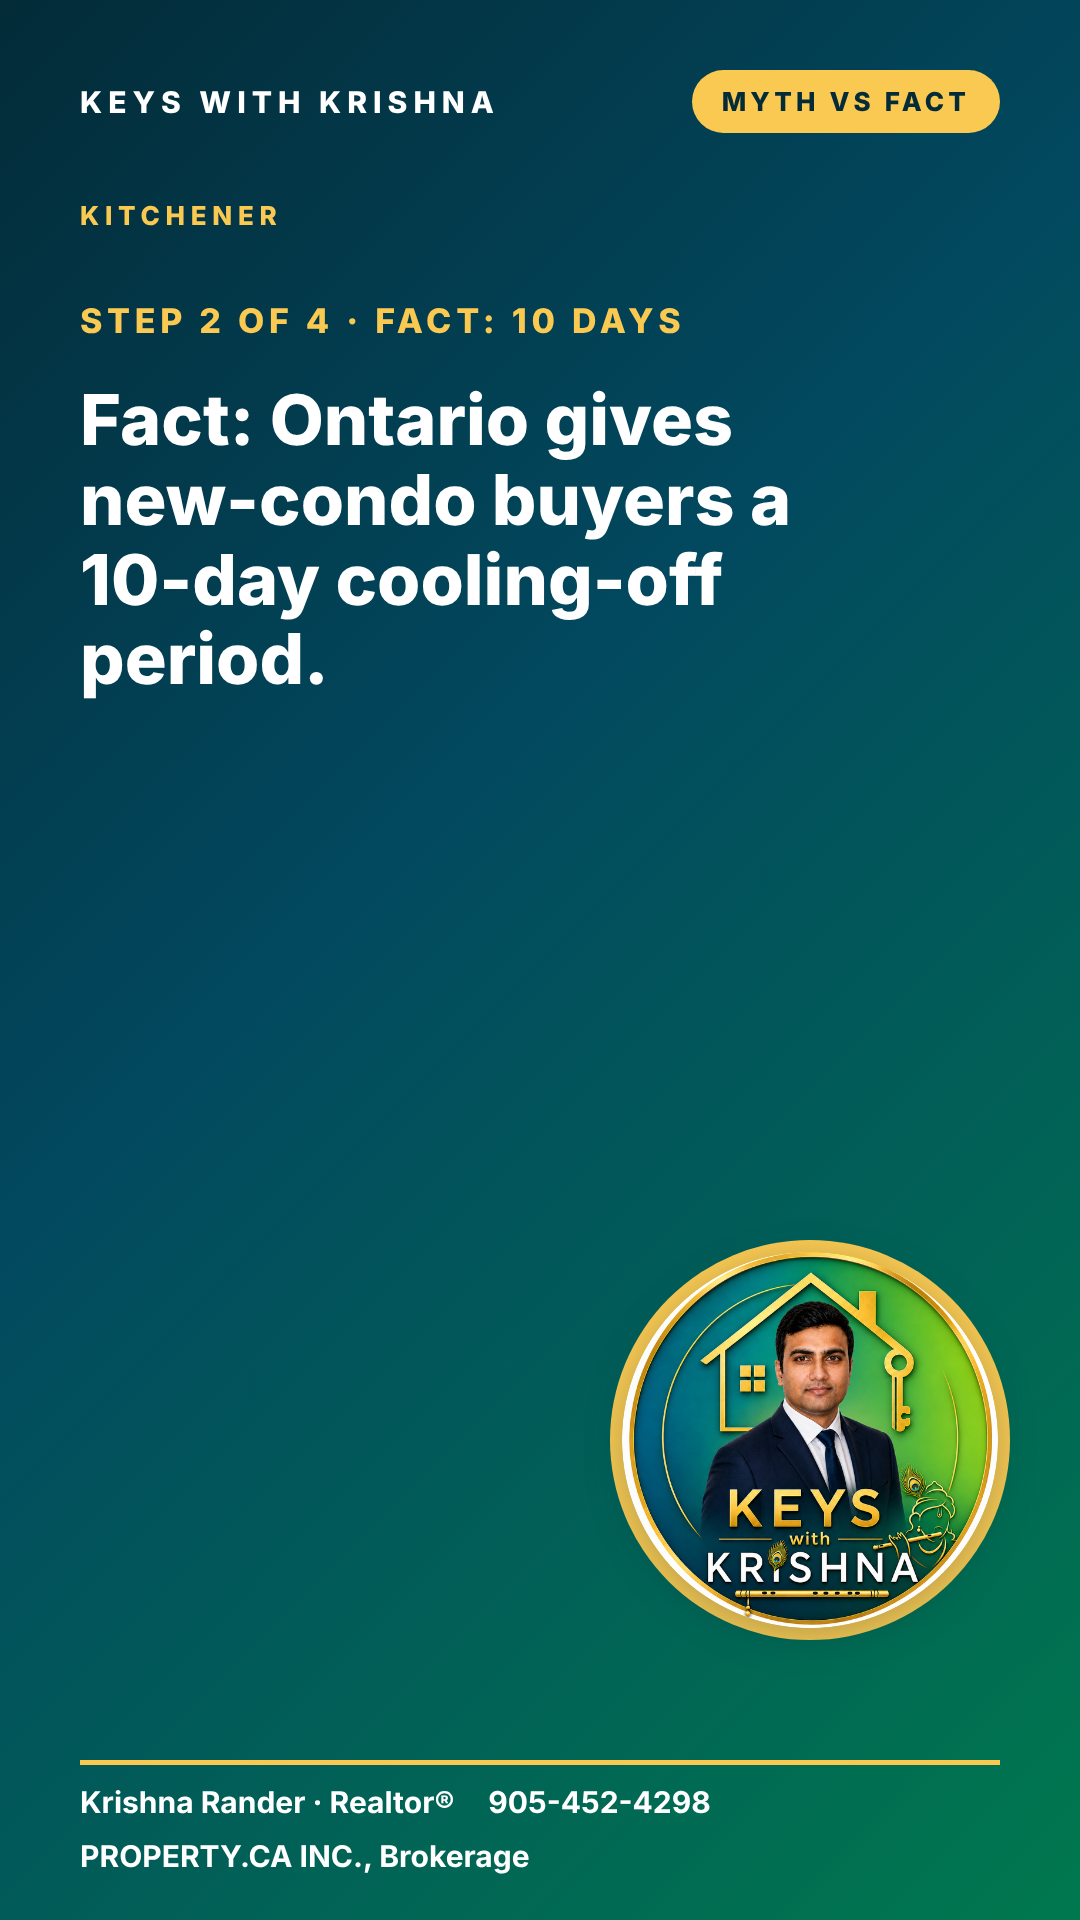 KEYS WITH KRISHNA
MYTH VS FACT
KITCHENER
STEP 2 OF 4 · FACT: 10 DAYS
Fact: Ontario gives
new-condo buyers a
10-day cooling-off
period.
KEYS
with
KRISHNA
Krishna Rander · Realtor® 905-452-4298
PROPERTY.CA INC., Brokerage